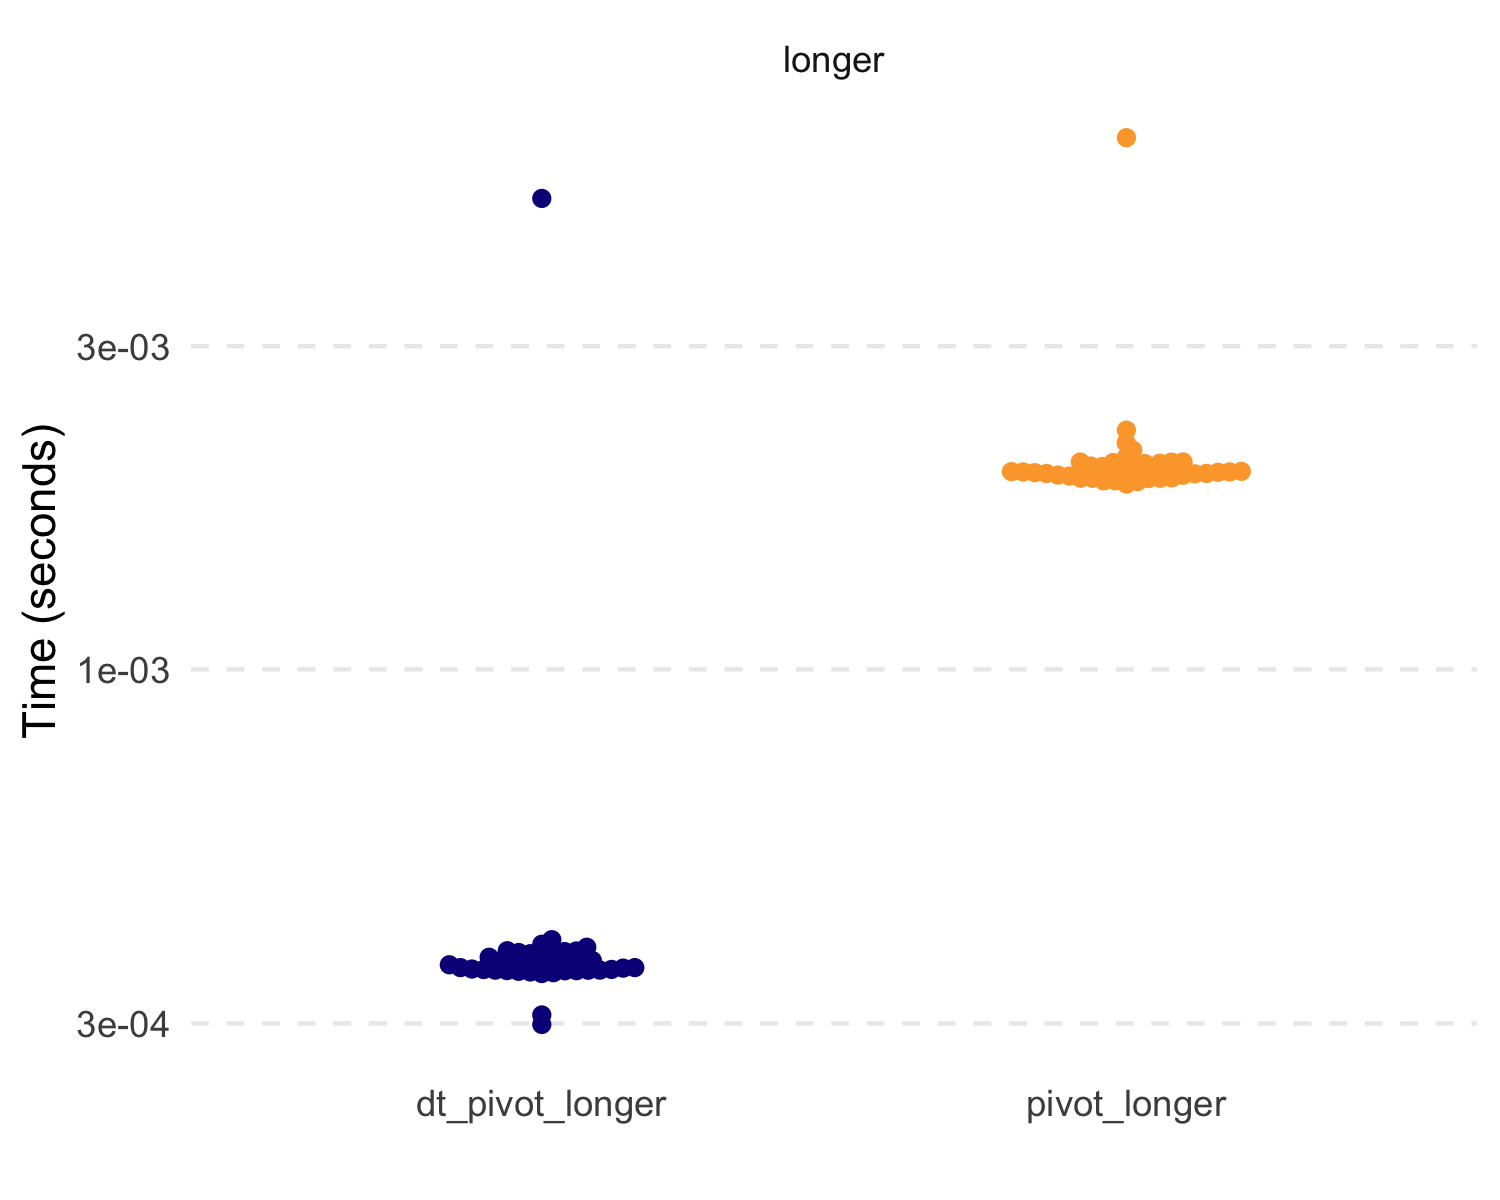 longer
3e-03
1e-03
3e-04
Time (seconds)
dt_pivot_longer
pivot_longer